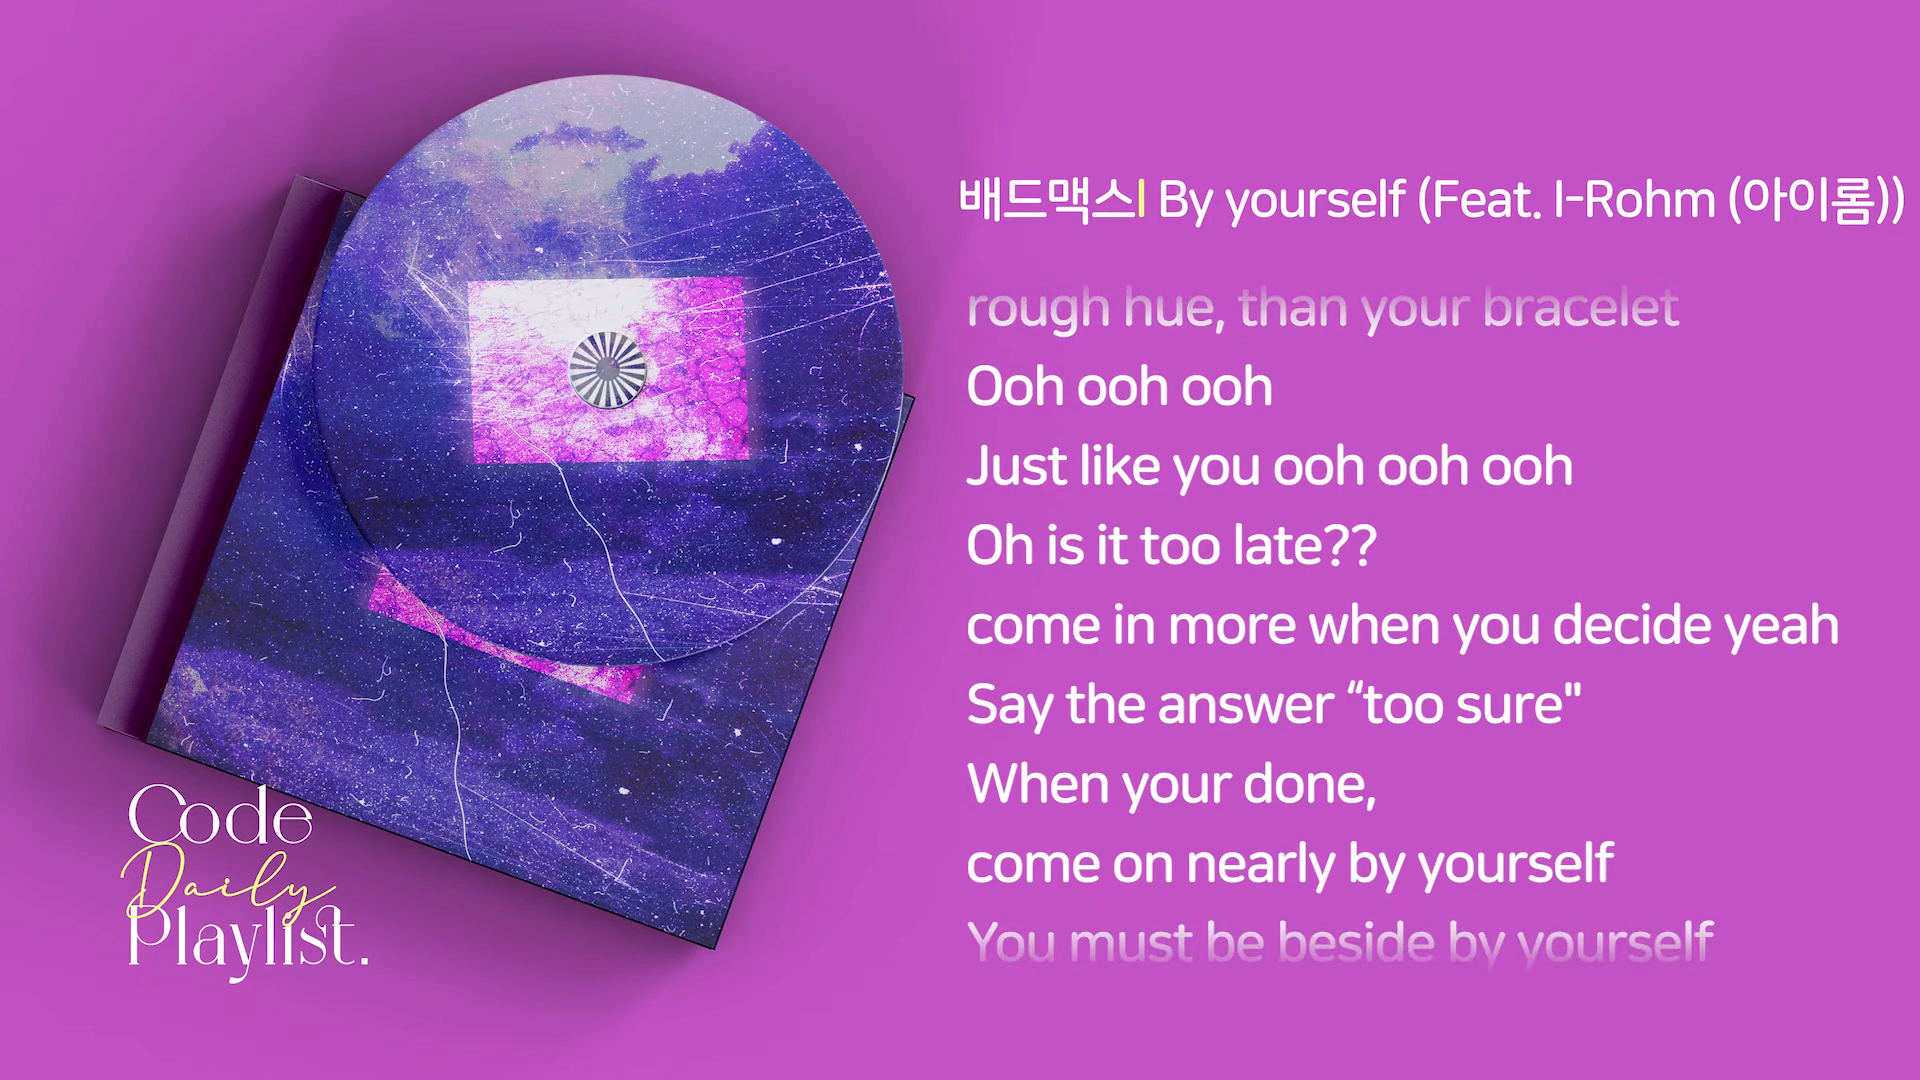 배드맥스| By yourself (Feat. I-Rohm (아이롬))
rough hue, than your bracelet
Ooh ooh ooh
Just like you ooh ooh ooh
Oh is it too late??
come in more when you decide yeah
Say the answer “too sure"
When your done,
come on nearly by yourself
You must be beside by yourself
Code
Daily
Playlist.